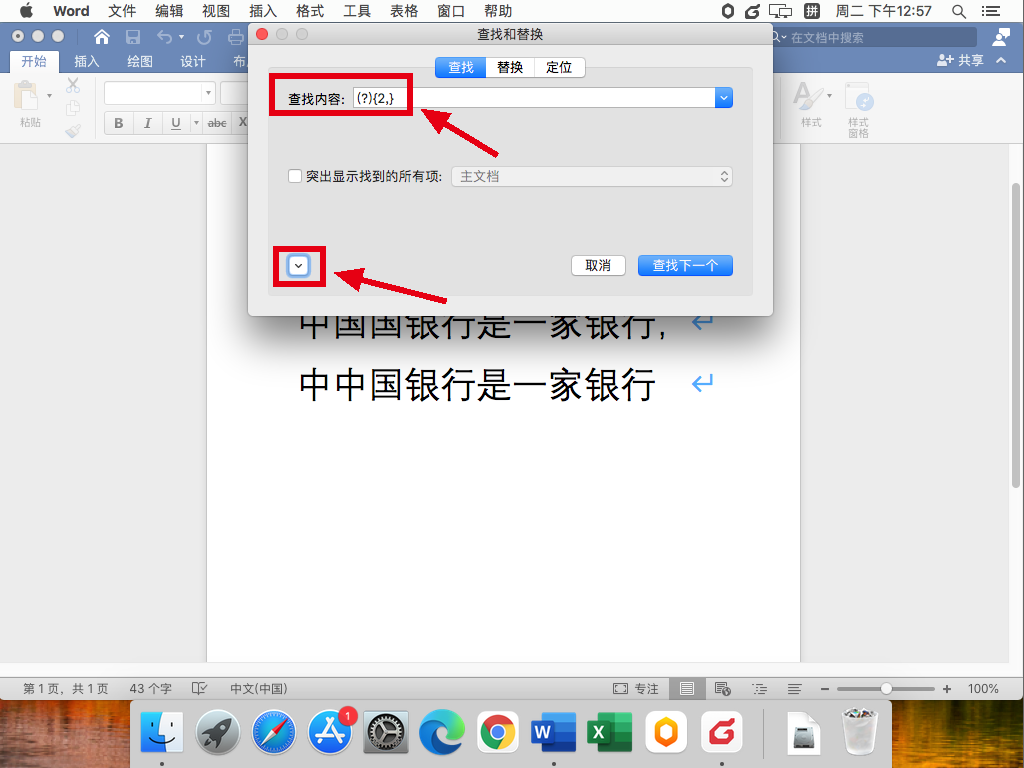 Word 文件 编辑 视图 插入 格式 工具 表格 窗口 帮助 拼 周二 下午12:57
查找和替换
在文档中搜索
开始 插入 绘图 设计 共享
查找 替换 定位
查找内容: (?){2,}
B I U abc X
粘贴
样式
样式
窗格
突出显示找到的所有项: 主文档
取消 查找下一个
中国国银行是一家银行,
中中国银行是一家银行
第1页，共1页 43个字 中文(中国) 专注 100%
1
W X